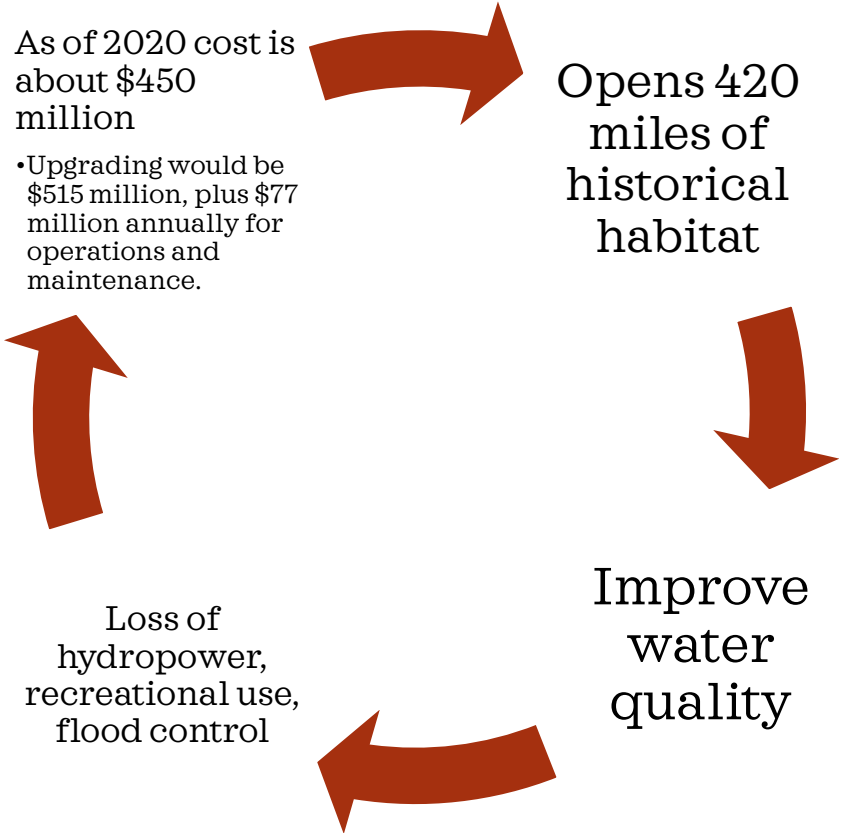 As of 2020 cost is
about $450
million
•Upgrading would be
$515 million, plus $77
million annually for
operations and
maintenance.
Opens 420
miles of
historical
habitat
Improve
water
quality
Loss of
hydropower,
recreational use,
flood control